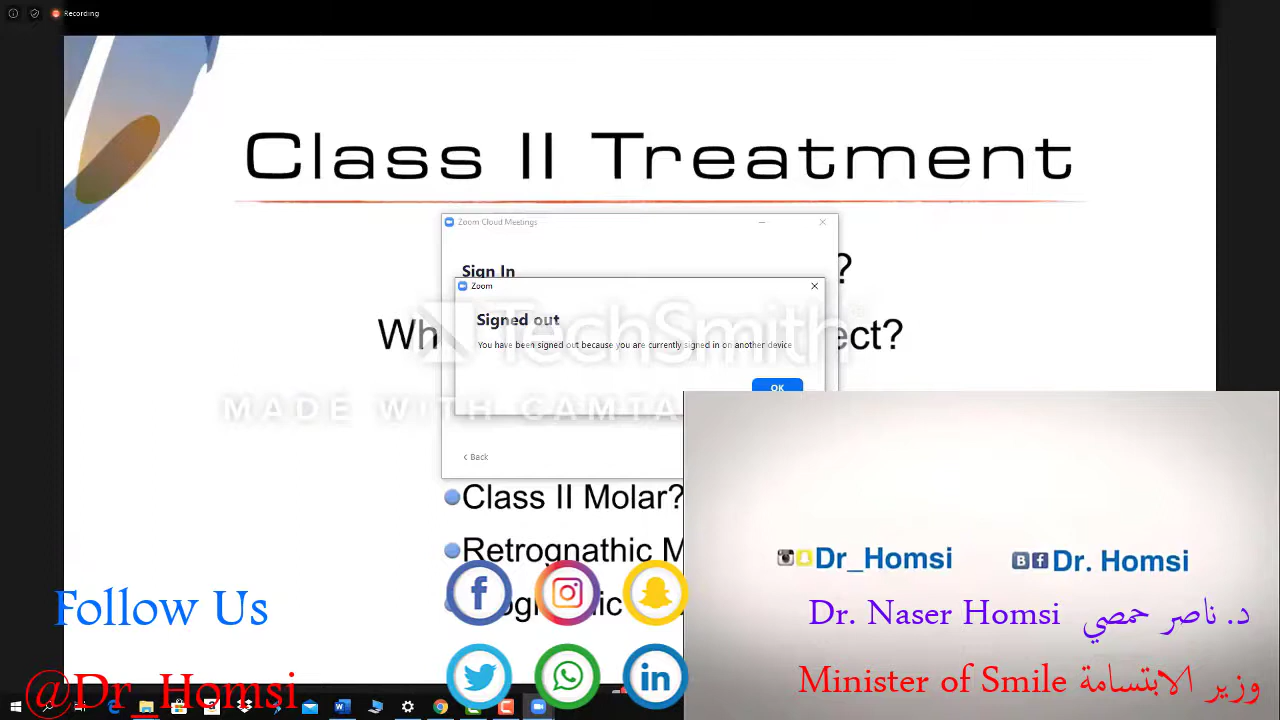 Recording
Class II Treatment
Zoom Cloud Meetings
?
Sign In
Zoom
Signed out
TechSmith
Wh
ect?
You have been signed out because you are currently signed in on another device
OK
MADE WITH CAMTA
Back
Class II Molar?
Retrognathic M
Dr_Homsi
Dr. Homsi
Follow Us
Dr. Naser Homsi د. ناصر حمصي
@Dr_Homsi
Minister of Smile وزير الابتسامة